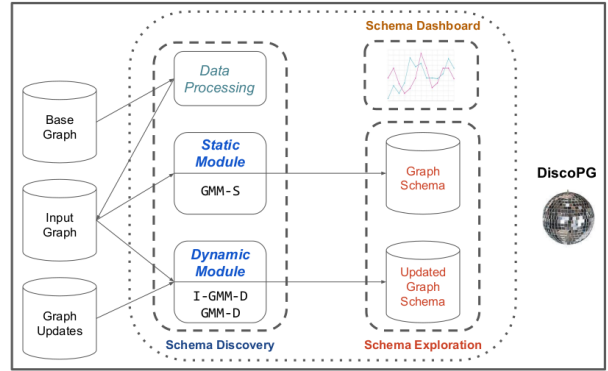 Schema Dashboard
Data
Processing
Base
Graph
Static
Module
GMM-S
Graph
Schema
DiscoPG
Input
Graph
Dynamic
Module
I-GMM-D
GMM-D
Updated
Graph
Schema
Graph
Updates
Schema Discovery
Schema Exploration